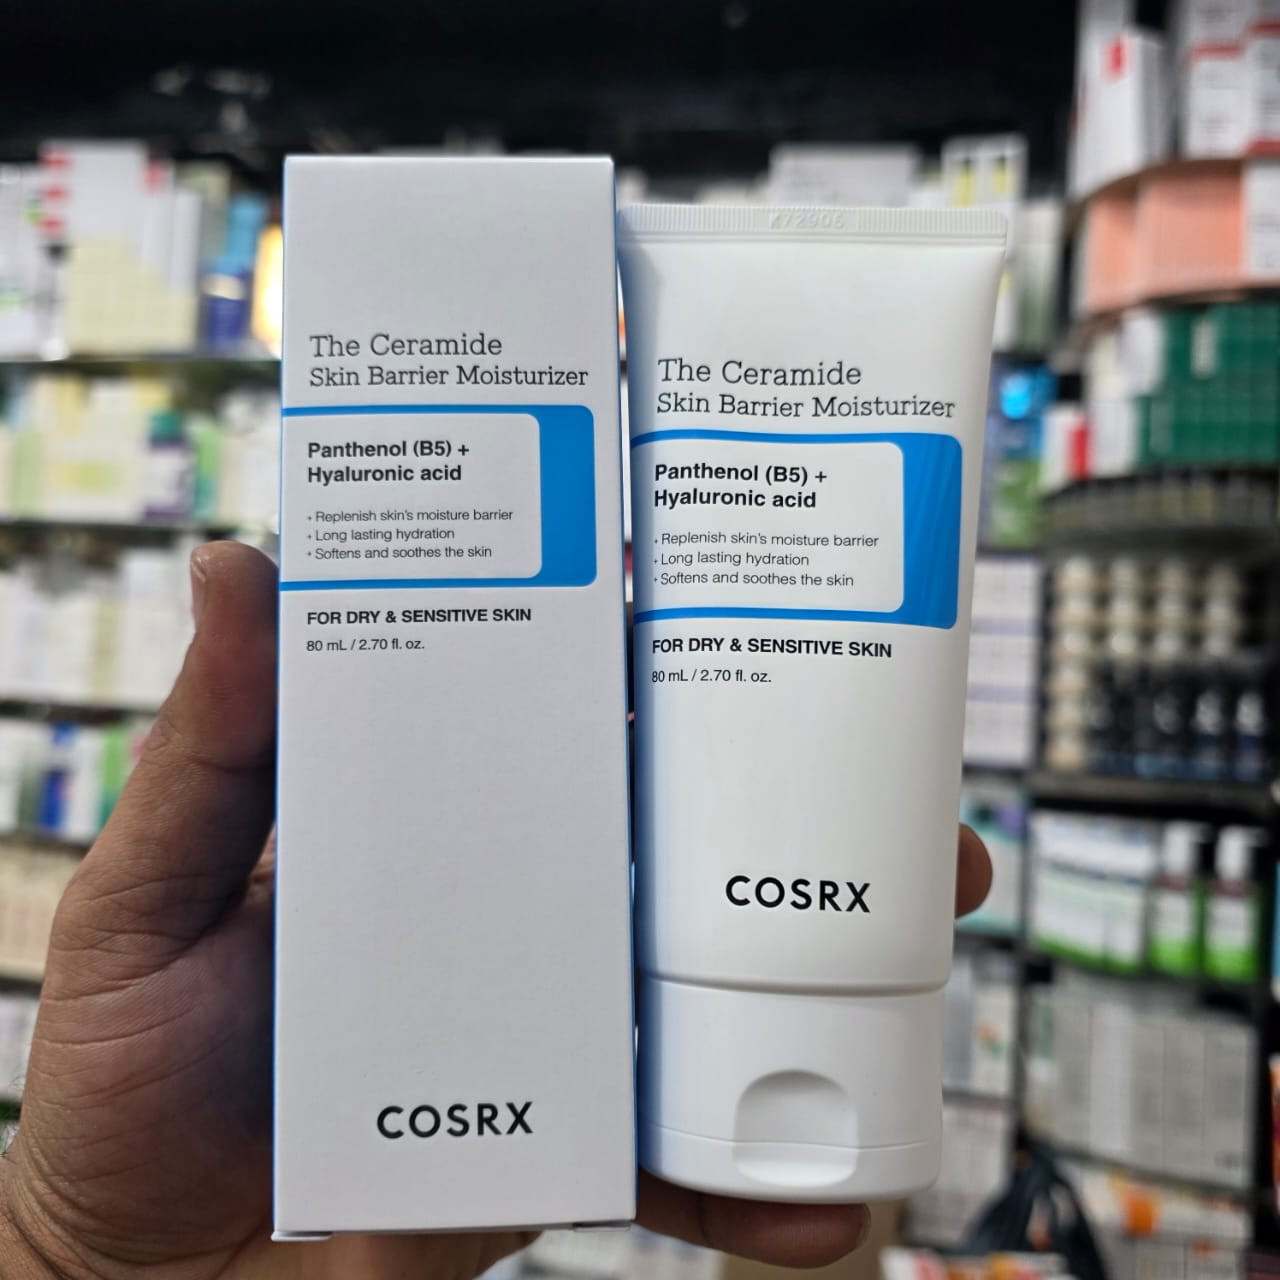 The Ceramide
Skin Barrier Moisturizer
Panthenol (B5) +
Hyaluronic acid
+ Replenish skin's moisture barrier
+ Long lasting hydration
+ Softens and soothes the skin
FOR DRY & SENSITIVE SKIN
80 mL / 2.70 fl. oz.
COSRX
K72906
The Ceramide
Skin Barrier Moisturizer
Panthenol (B5) +
Hyaluronic acid
+ Replenish skin's moisture barrier
+ Long lasting hydration
+ Softens and soothes the skin
FOR DRY & SENSITIVE SKIN
80 mL / 2.70 fl. oz.
COSRX